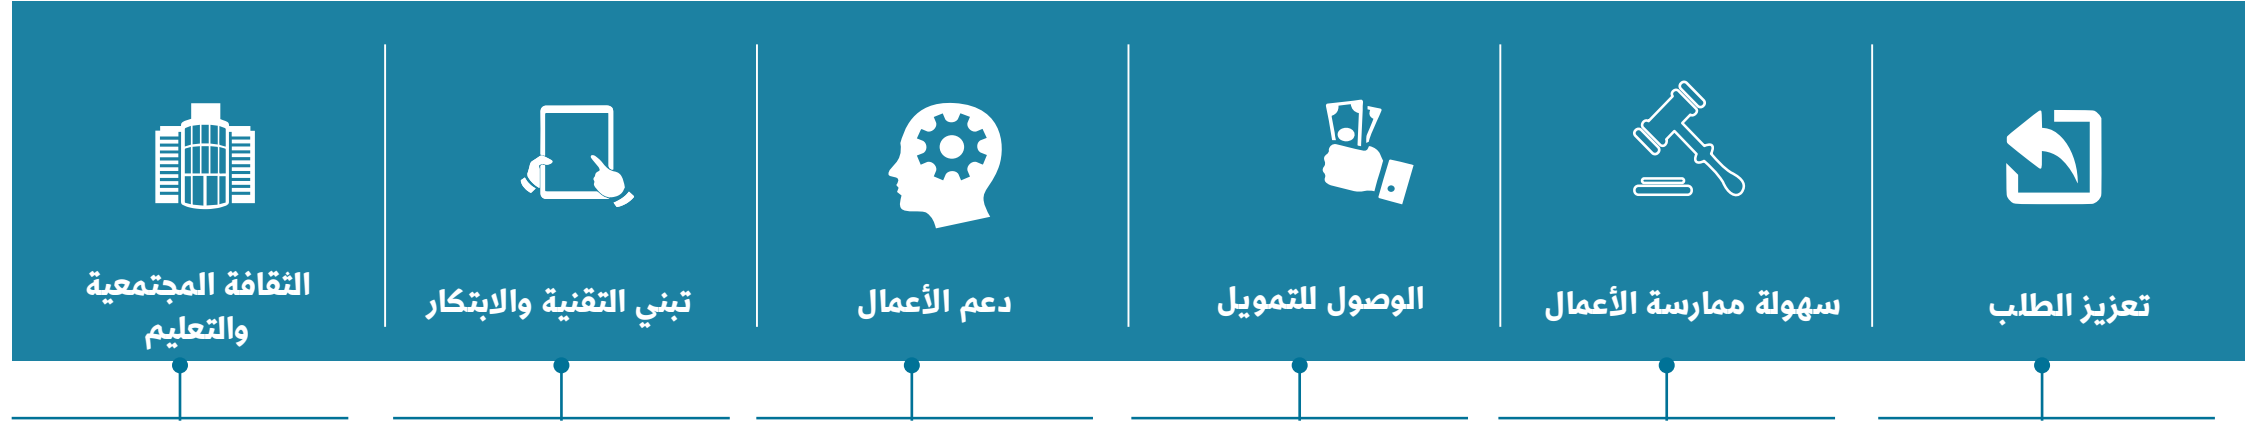 تعزيز الطلب
سهولة ممارسة الأعمال
الوصول للتمويل
دعم الأعمال
تبني التقنية والابتكار
الثقافة المجتمعية
والتعليم